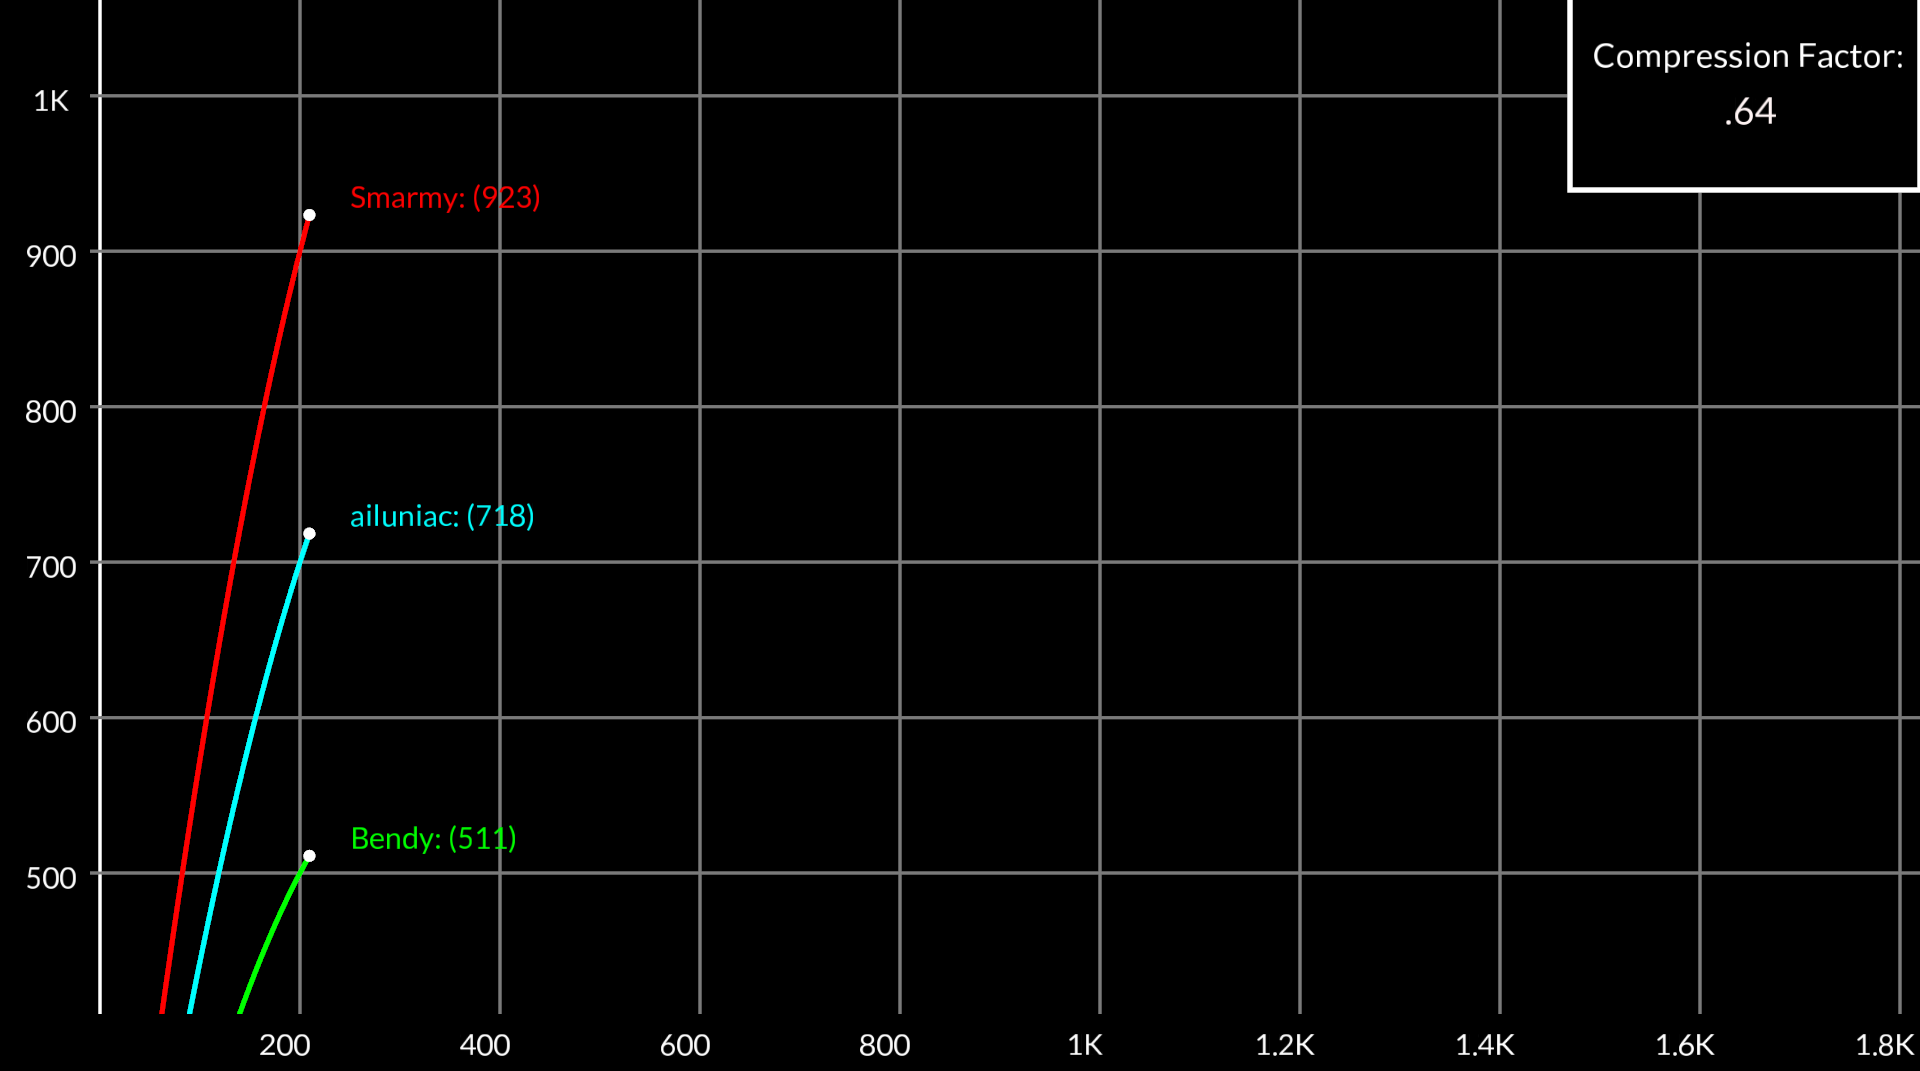 Compression Factor:
.64
1K
Smarmy: (923)
900
800
ailuniac: (718)
700
600
Bendy: (511)
500
200 400 600 800 1K 1.2K 1.4K 1.6K 1.8K